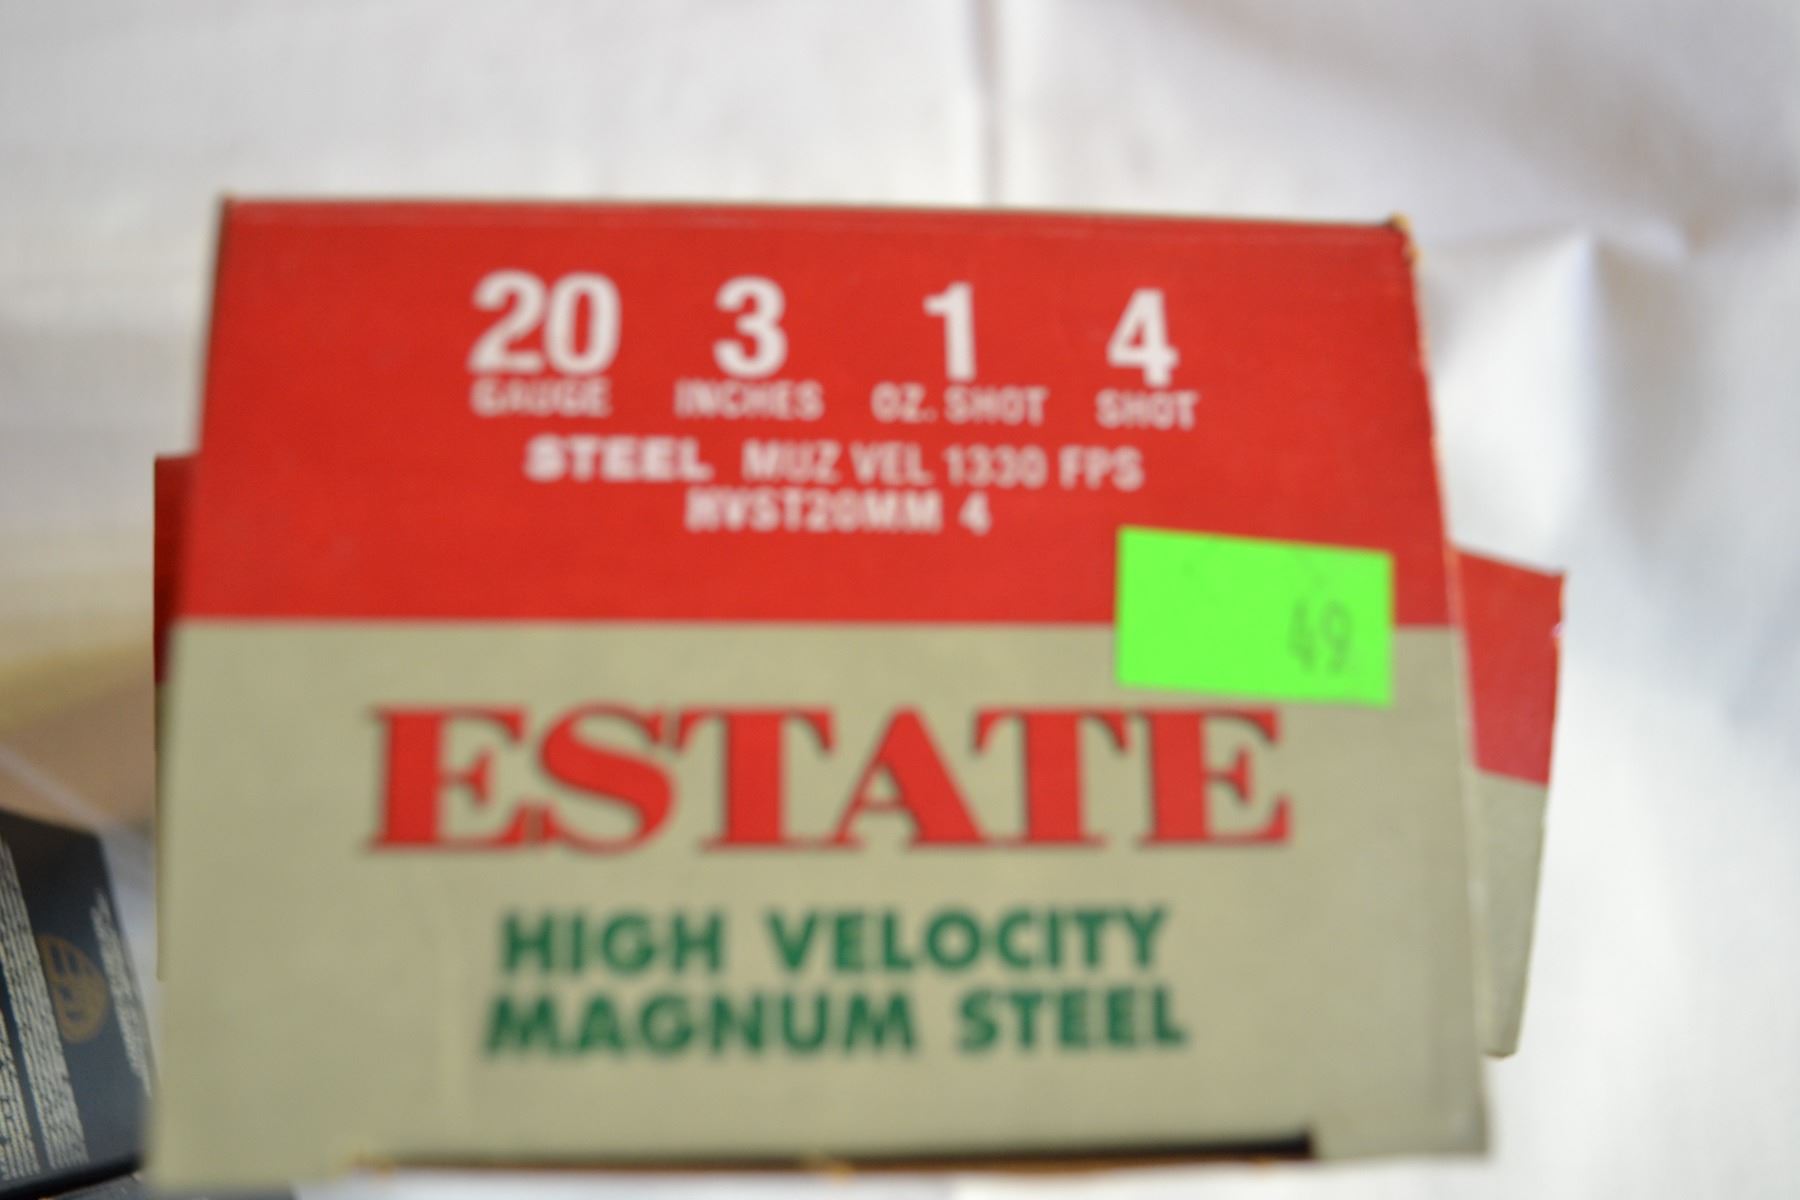 20 3 1 4
GAUGE INCHES OZ. SHOT SHOT
STEEL MUZ VEL 1330 FPS
HVST20MM 4
49
ESTATE
HIGH VELOCITY
MAGNUM STEEL